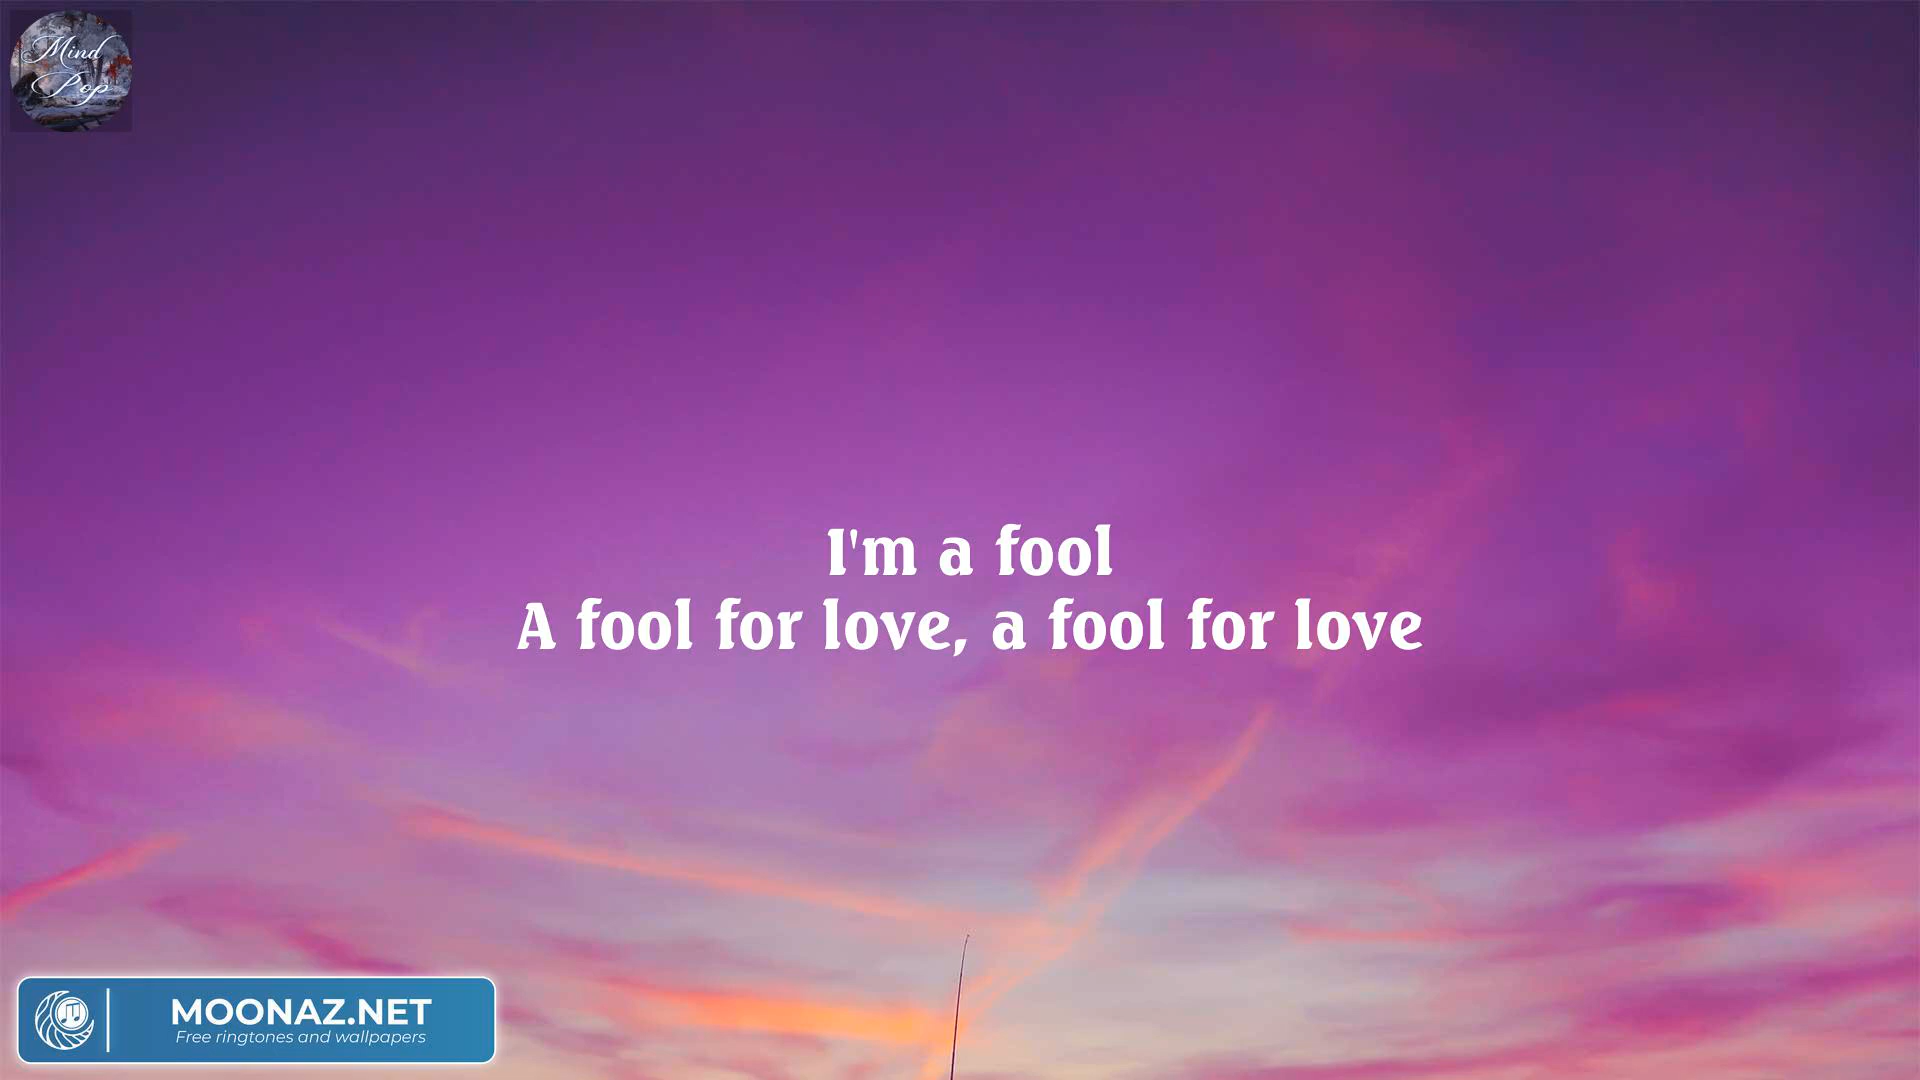 Mind
Pop
I'm a fool
A fool for love, a fool for love
MOONAZ.NET
Free ringtones and wallpapers